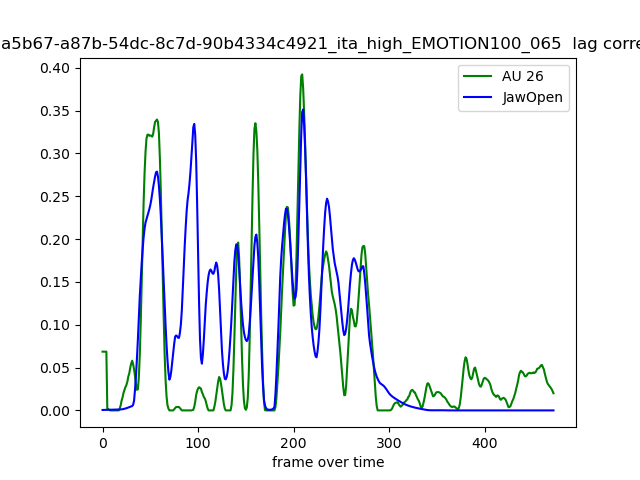 a5b67-a87b-54dc-8c7d-90b4334c4921_ita_high_EMOTION100_065 lag corre
AU 26
JawOpen
0.40
0.35
0.30
0.25
0.20
0.15
0.10
0.05
0.00
0 100 200 300 400
frame over time